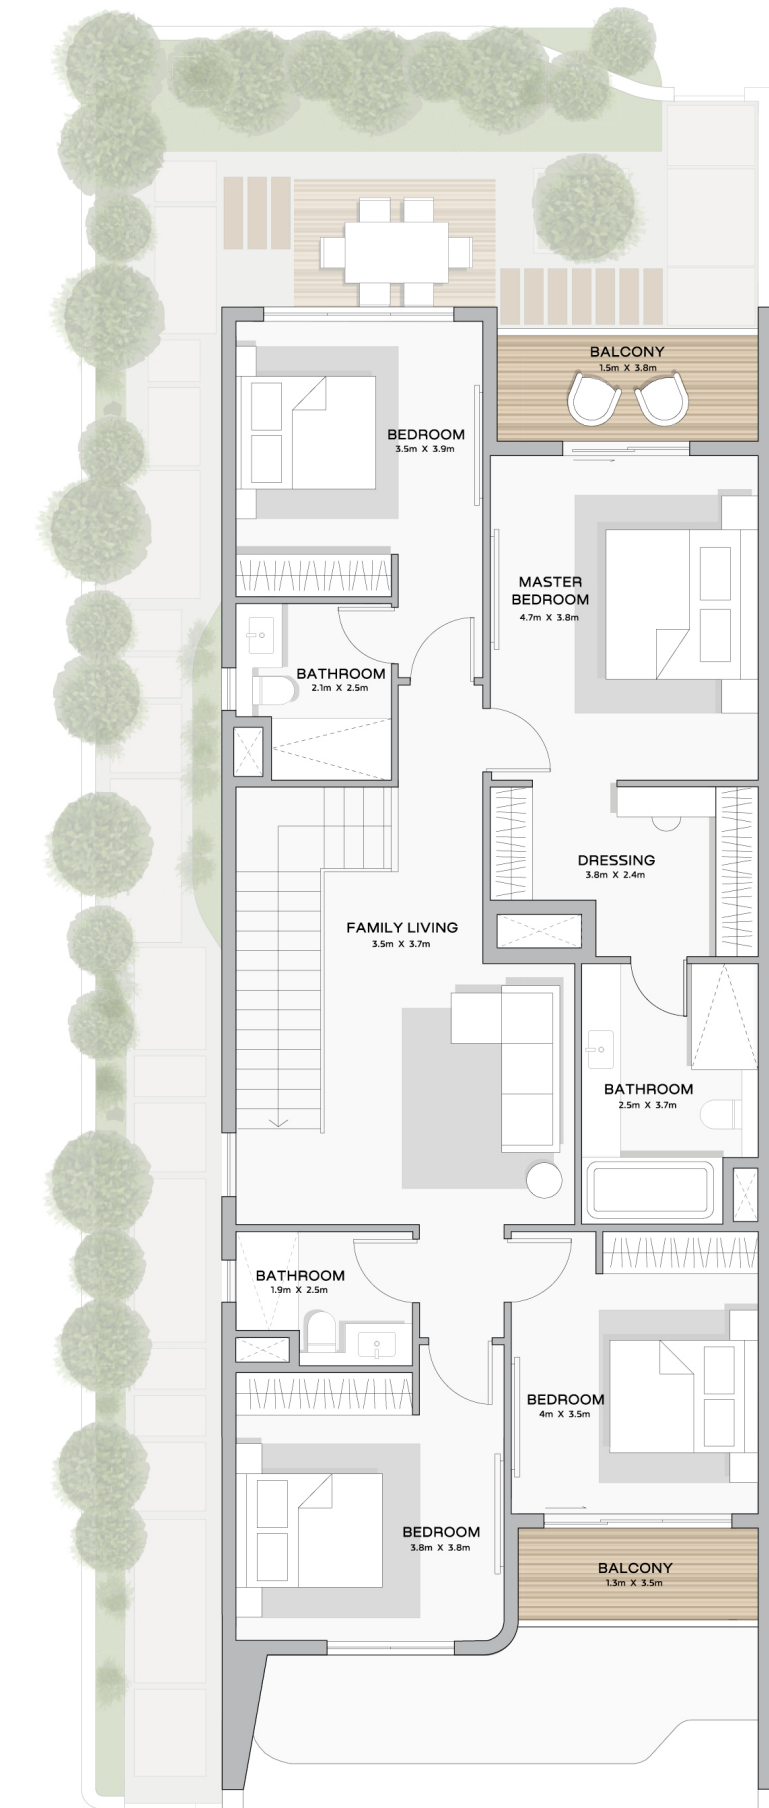 BALCONY
1.5m X 3.8m
BEDROOM
3.5m X 3.9m
MASTER
BEDROOM
4.7m X 3.8m
BATHROOM
2.1m X 2.5m
DRESSING
3.8m X 2.4m
FAMILY LIVING
3.5m X 3.7m
BATHROOM
2.5m X 3.7m
BATHROOM
1.9m X 2.5m
BEDROOM
4m X 3.5m
BEDROOM
3.8m X 3.8m
BALCONY
1.3m X 3.5m